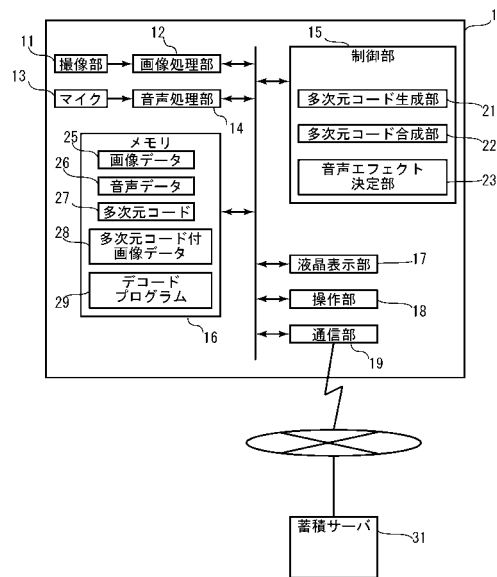 1
11
撮像部
12
画像処理部
13
マイク
音声処理部
14
15
制御部
多次元コード生成部
21
多次元コード合成部
22
音声エフェクト
決定部
23
メモリ
25
画像データ
26
音声データ
27
多次元コード
28
多次元コード付
画像データ
29
デコード
プログラム
16
液晶表示部
17
操作部
18
通信部
19
蓄積サーバ
31